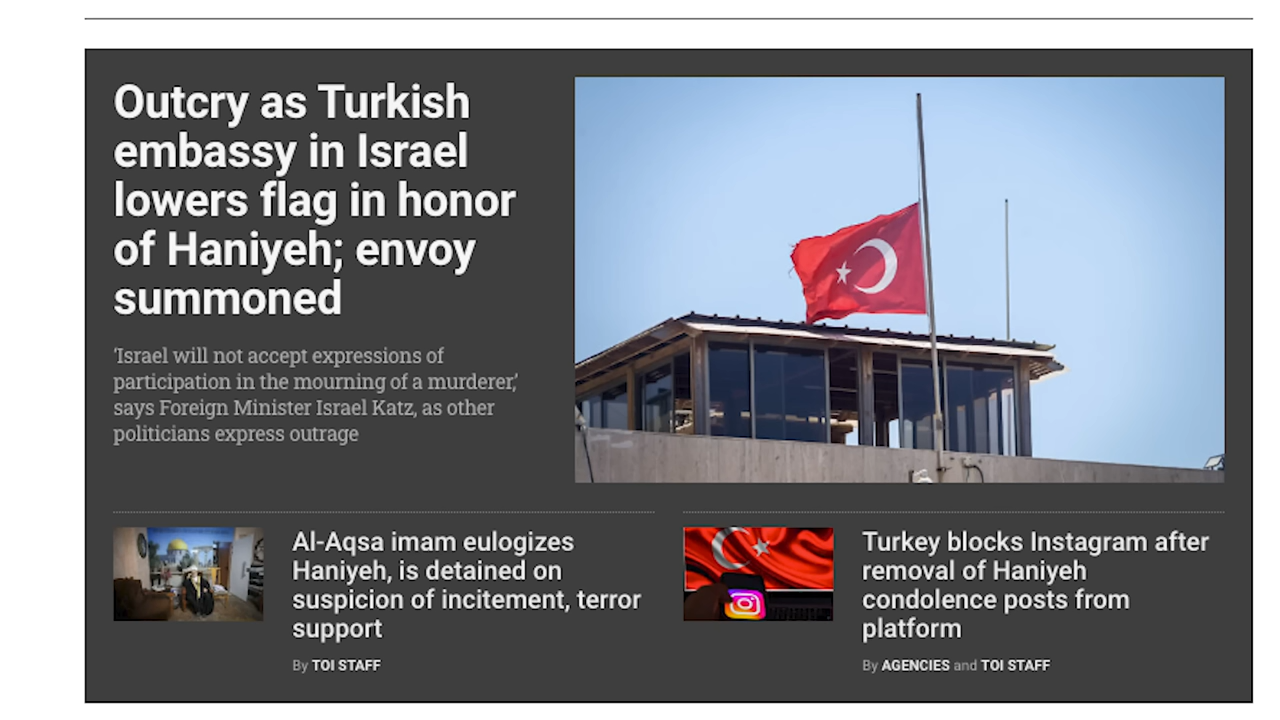 Outcry as Turkish
embassy in Israel
lowers flag in honor
of Haniyeh; envoy
summoned
'Israel will not accept expressions of
participation in the mourning of a murderer,'
says Foreign Minister Israel Katz, as other
politicians express outrage
Al-Aqsa imam eulogizes
Haniyeh, is detained on
suspicion of incitement, terror
support
By TOI STAFF
Turkey blocks Instagram after
removal of Haniyeh
condolence posts from
platform
By AGENCIES and TOI STAFF